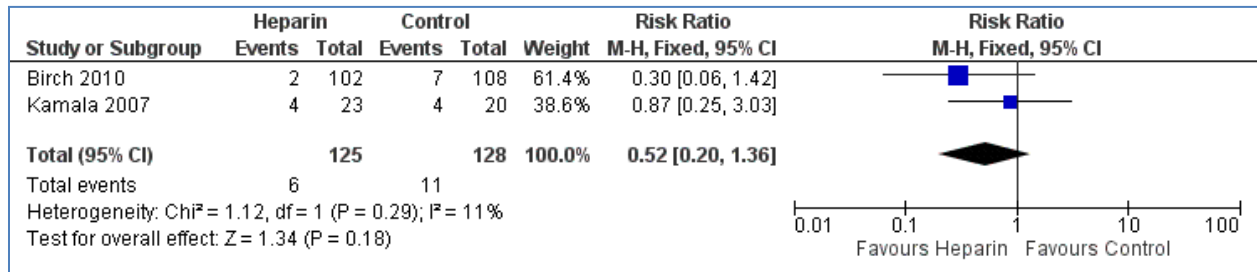 Heparin Control Risk Ratio Risk Ratio
Study or Subgroup Events Total Events Total Weight M-H, Fixed, 95% CI M-H, Fixed, 95% CI
Birch 2010 2 102 7 108 61.4% 0.30 [0.06, 1.42]
Kamala 2007 4 23 4 20 38.6% 0.87 [0.25, 3.03]
Total (95% CI) 125 128 100.0% 0.52 [0.20, 1.36]
Total events 6 11
Heterogeneity: Chi² = 1.12, df = 1 (P = 0.29); I² = 11%
Test for overall effect: Z = 1.34 (P = 0.18)
0.01 0.1 1 10 100
Favours Heparin Favours Control